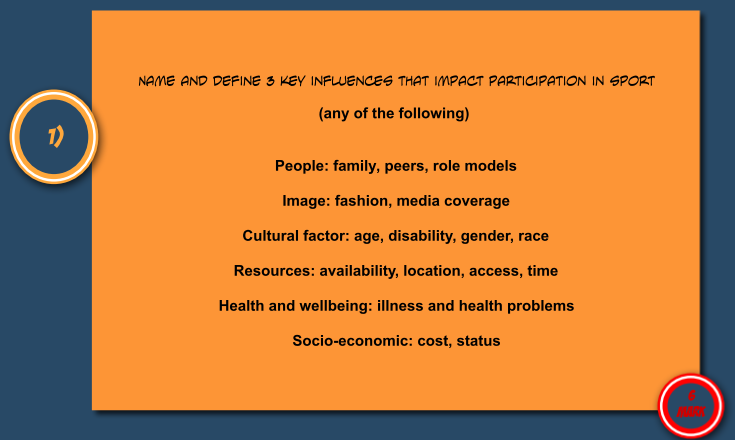 NAME AND DEFINE 3 KEY INFLUENCES THAT IMPACT PARTICIPATION IN SPORT
(any of the following)
1)
People: family, peers, role models
Image: fashion, media coverage
Cultural factor: age, disability, gender, race
Resources: availability, location, access, time
Health and wellbeing: illness and health problems
Socio-economic: cost, status